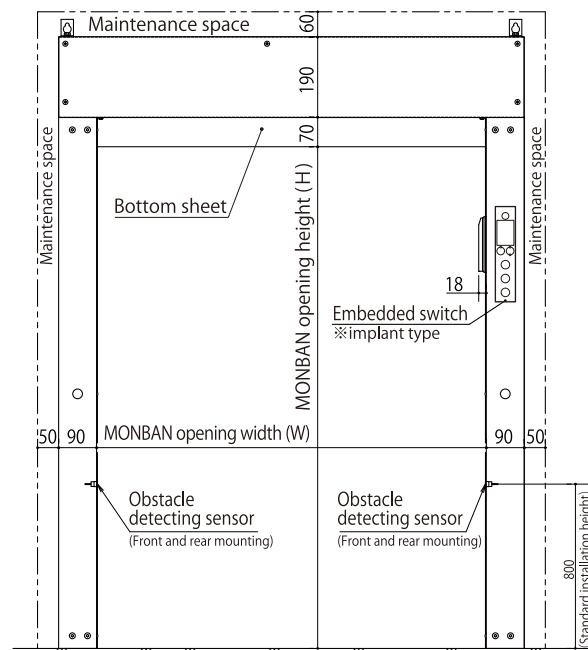 Maintenance space
60
190
70
Maintenance space
Maintenance space
MONBAN opening height (H)
Bottom sheet
18
Embedded switch
※implant type
50
90
MONBAN opening width (W)
90
50
Obstacle
detecting sensor
(Front and rear mounting)
Obstacle
detecting sensor
(Front and rear mounting)
800
(Standard installation height)